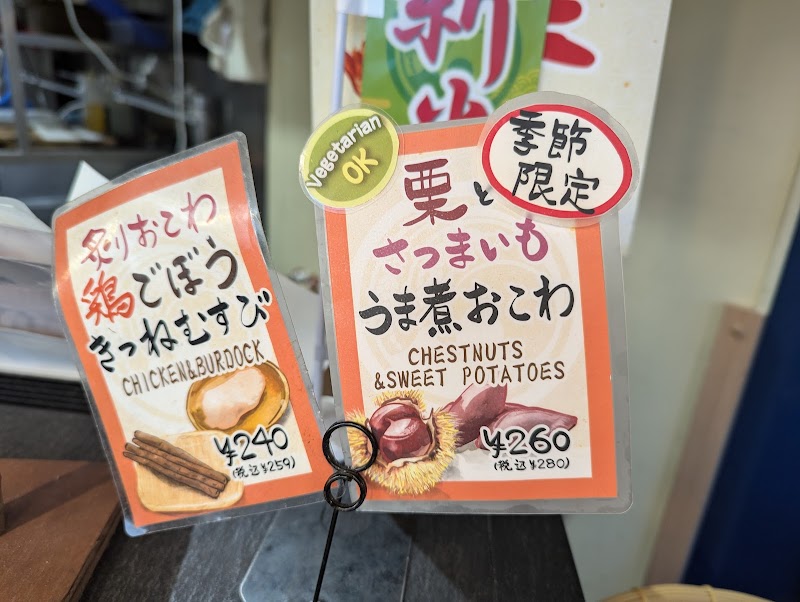 炙りおこわ
鶏ごぼう
きつねむすび
CHICKEN&BURDOCK
¥240
(税込¥259)
Vegetarian
OK
季節
限定
栗と
さつまいも
うま煮おこわ
CHESTNUTS
&SWEET POTATOES
¥260
(税込¥280)
新